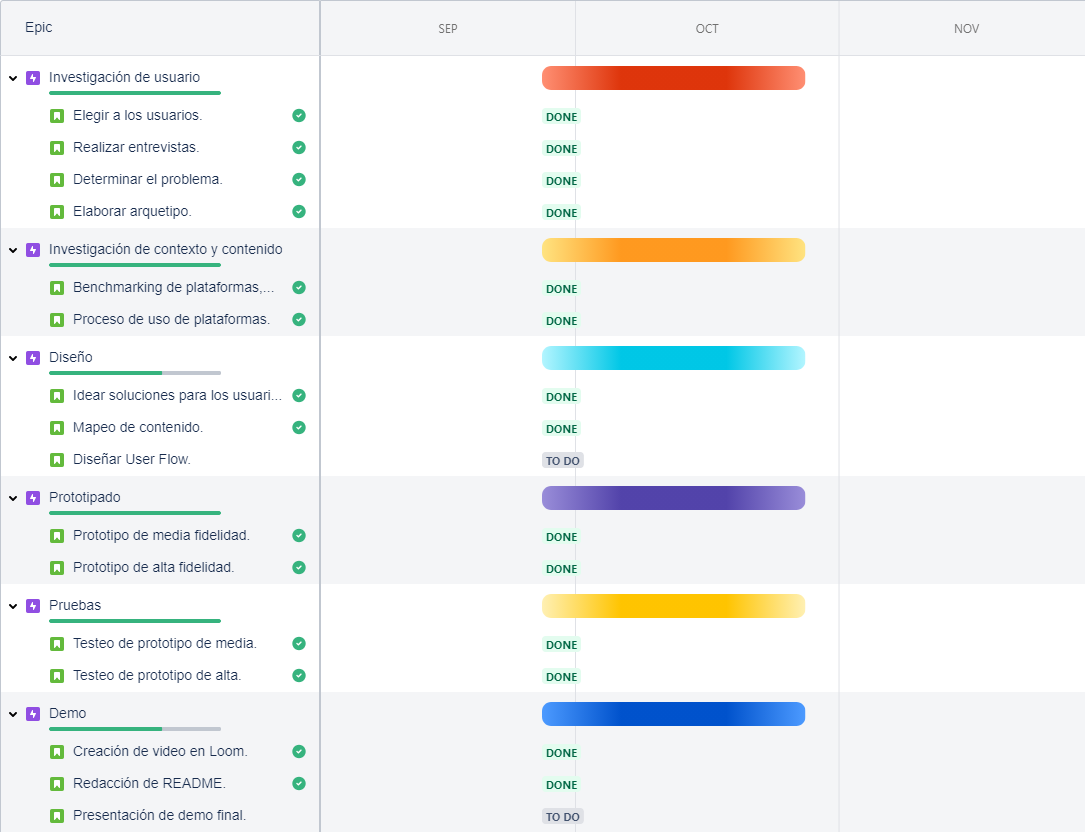 Epic SEP OCT NOV
Investigación de usuario
Elegir a los usuarios. DONE
Realizar entrevistas. DONE
Determinar el problema. DONE
Elaborar arquetipo. DONE
Investigación de contexto y contenido
Benchmarking de plataformas,... DONE
Proceso de uso de plataformas. DONE
Diseño
Idear soluciones para los usuari... DONE
Mapeo de contenido. DONE
Diseñar User Flow. TO DO
Prototipado
Prototipo de media fidelidad. DONE
Prototipo de alta fidelidad. DONE
Pruebas
Testeo de prototipo de media. DONE
Testeo de prototipo de alta. DONE
Demo
Creación de video en Loom. DONE
Redacción de README. DONE
Presentación de demo final. TO DO